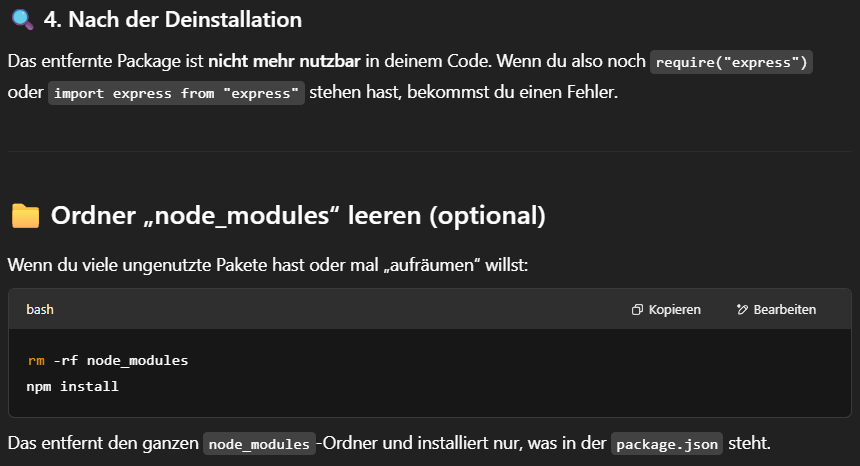 4. Nach der Deinstallation
Das entfernte Package ist nicht mehr nutzbar in deinem Code. Wenn du also noch require("express")
oder import express from "express" stehen hast, bekommst du einen Fehler.
Ordner „node_modules“ leeren (optional)
Wenn du viele ungenutzte Pakete hast oder mal „aufräumen“ willst:
bash Kopieren Bearbeiten
rm -rf node_modules
npm install
Das entfernt den ganzen node_modules-Ordner und installiert nur, was in der package.json steht.